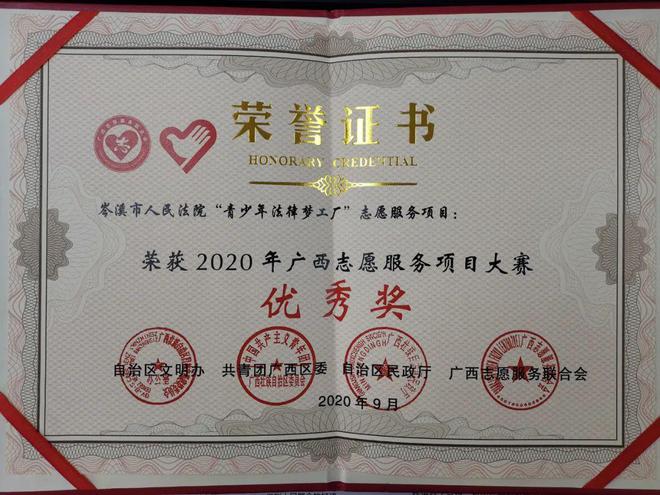 荣誉证书
HONORARY CREDENTIAL
岑溪市人民法院“青少年法律梦工厂”志愿服务项目：
荣获2020年广西志愿服务项目大赛
优秀奖
自治区文明办 共青团广西区委 自治区民政厅 广西志愿服务联合会
2020年9月